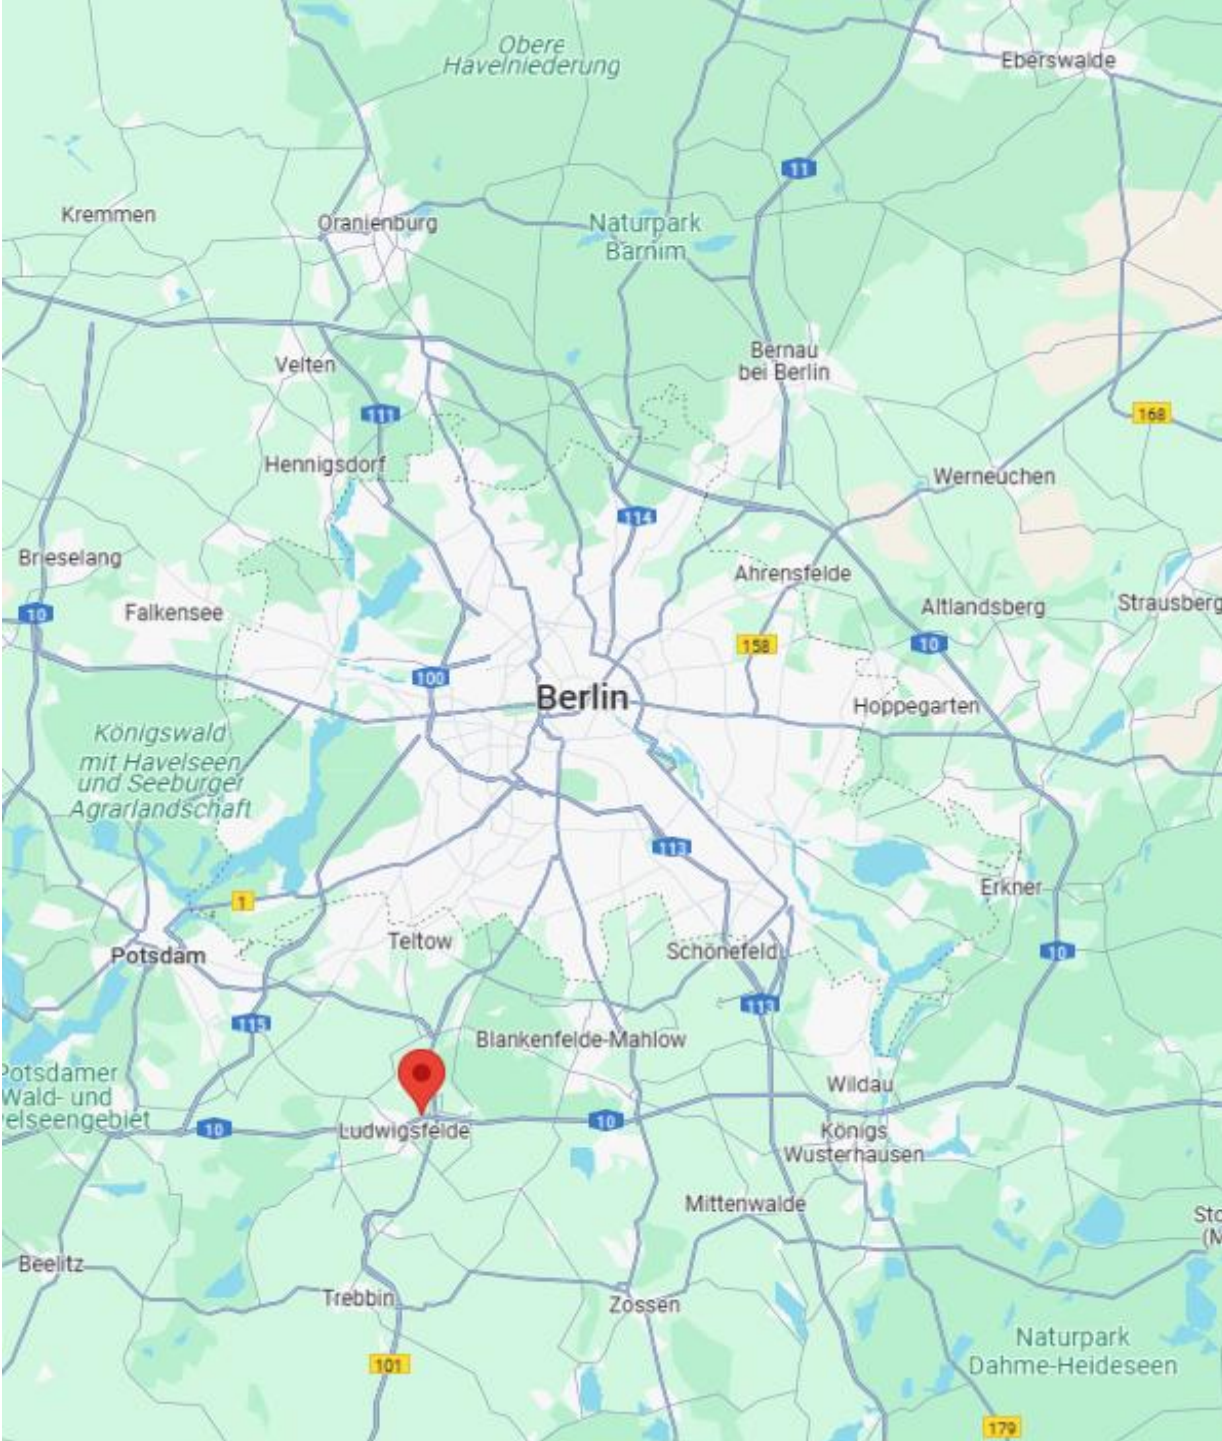 Obere
Havelniederung
Eberswalde
11
Kremmen
Oranienburg
Naturpark
Barnim
Velten
Bernau
bei Berlin
111
168
Hennigsdorf
Werneuchen
114
Brieselang
Ahrensfelde
10
Falkensee
Altlandsberg
Strausberg
158
10
100
Berlin
Hoppegarten
Königswald
mit Havelseen
und Seeburger
Agrarlandschaft
113
Erkner
1
Teltow
Potsdam
Schönefeld
10
113
115
Blankenfelde-Mahlow
Potsdamer
Wald- und
velseengebiet
Wildau
10
Ludwigsfelde
10
Königs
Wusterhausen
Mittenwalde
Sto
(M
Beelitz
Trebbin
Zossen
Naturpark
Dahme-Heideseen
101
179